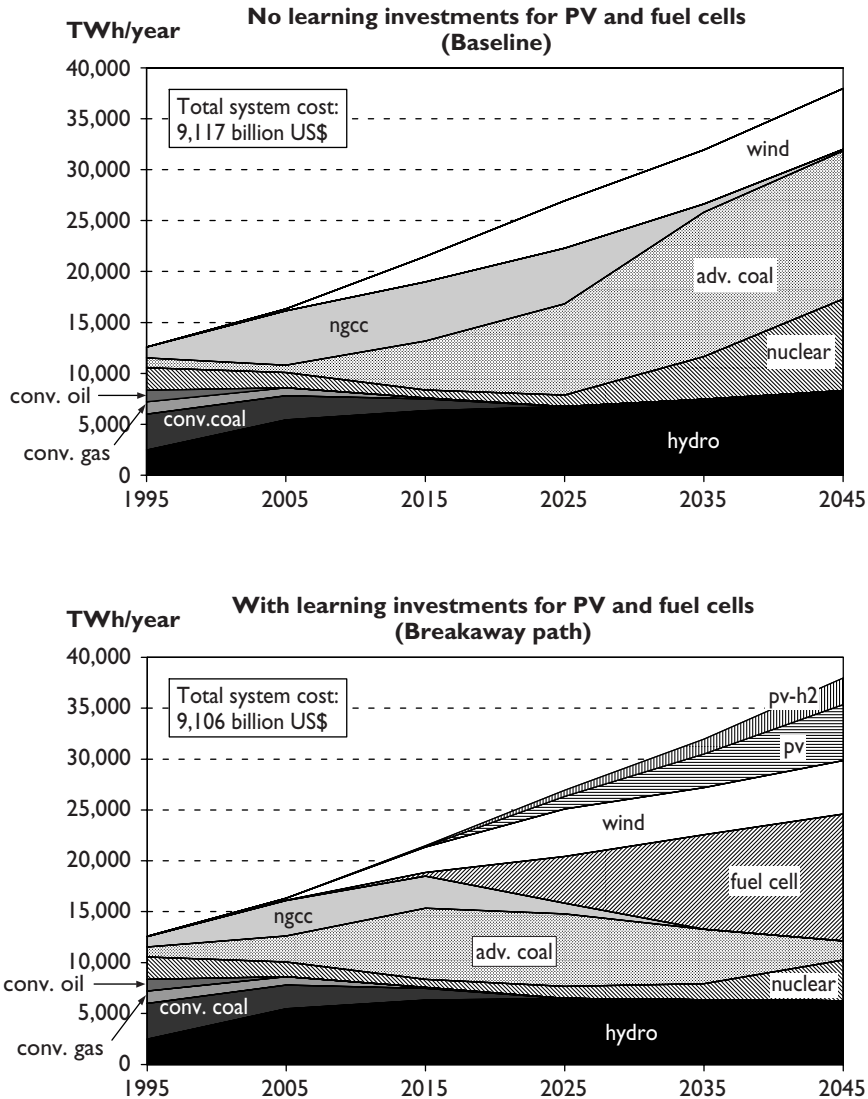 No learning investments for PV and fuel cells
(Baseline)
TWh/year
40,000
35,000
30,000
25,000
20,000
15,000
10,000
5,000
0
Total system cost:
9,117 billion US$
wind
adv. coal
ngcc
nuclear
conv. oil
conv.coal
conv. gas
hydro
1995 2005 2015 2025 2035 2045
With learning investments for PV and fuel cells
(Breakaway path)
TWh/year
40,000
35,000
30,000
25,000
20,000
15,000
10,000
5,000
0
Total system cost:
9,106 billion US$
pv-h2
pv
wind
fuel cell
ngcc
adv. coal
conv. oil
nuclear
conv. coal
conv. gas
hydro
1995 2005 2015 2025 2035 2045